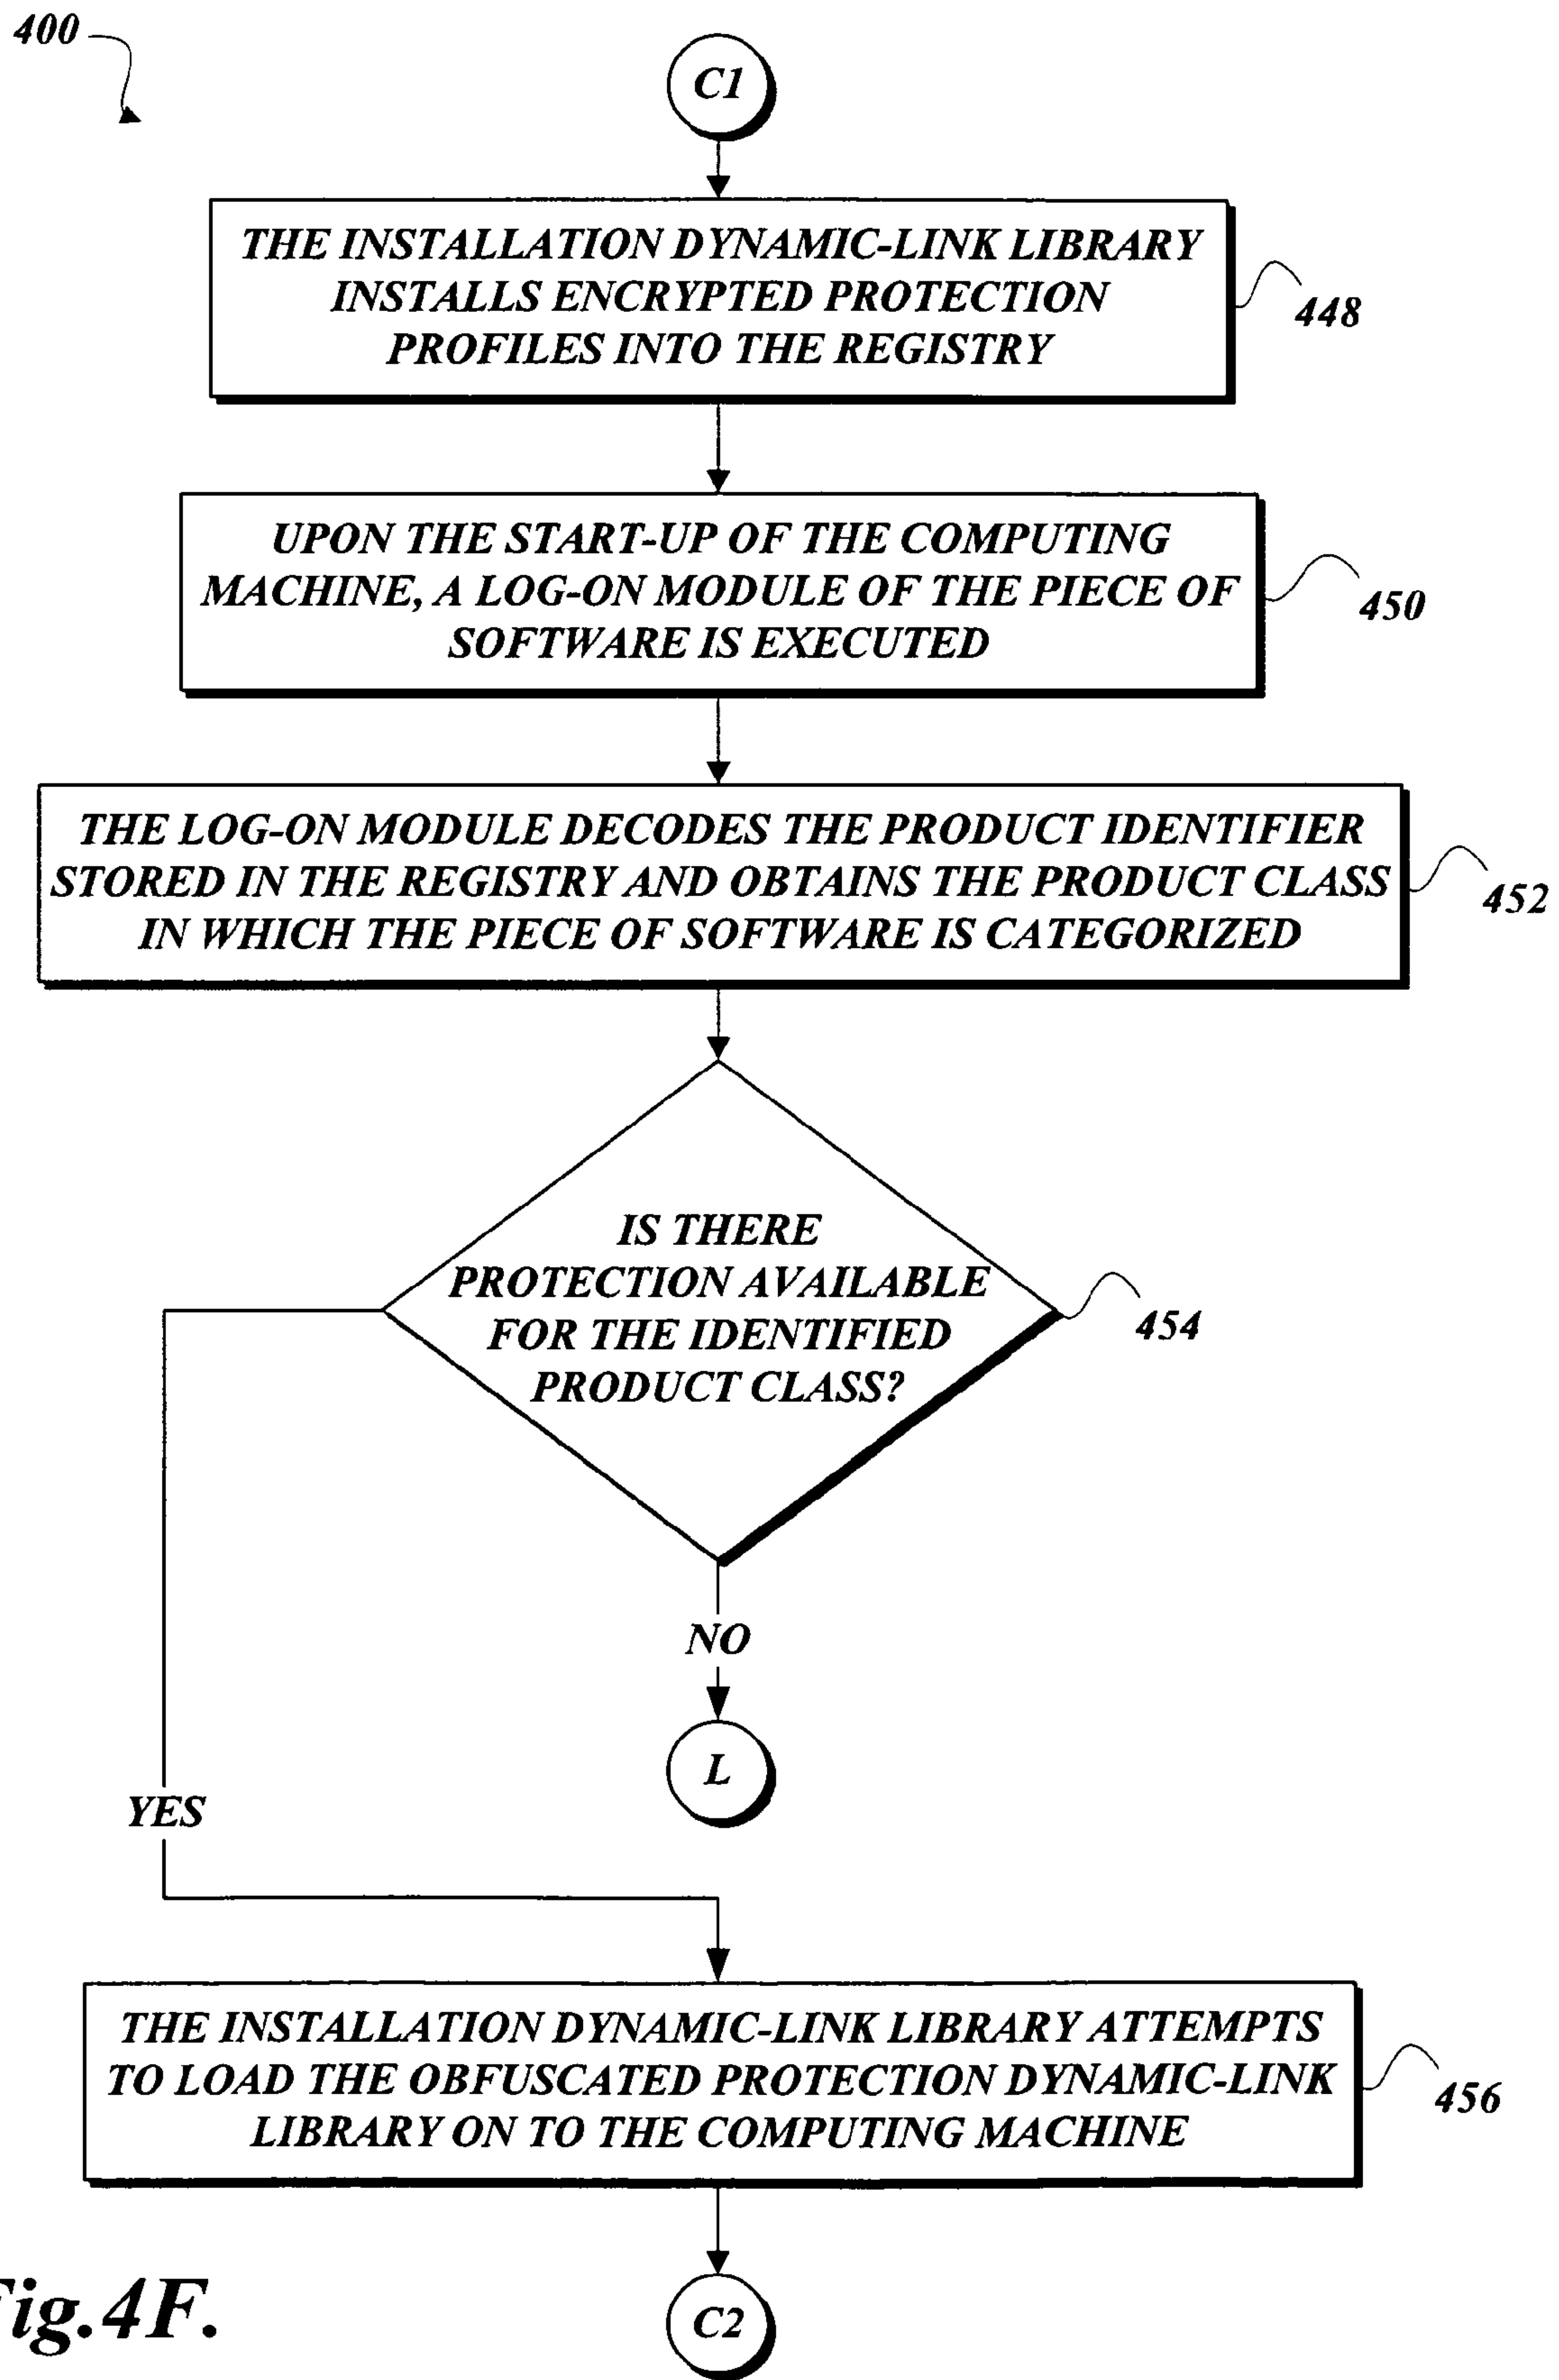 400
C1
THE INSTALLATION DYNAMIC-LINK LIBRARY
INSTALLS ENCRYPTED PROTECTION
PROFILES INTO THE REGISTRY
448
UPON THE START-UP OF THE COMPUTING
MACHINE, A LOG-ON MODULE OF THE PIECE OF
SOFTWARE IS EXECUTED
450
THE LOG-ON MODULE DECODES THE PRODUCT IDENTIFIER
STORED IN THE REGISTRY AND OBTAINS THE PRODUCT CLASS
IN WHICH THE PIECE OF SOFTWARE IS CATEGORIZED
452
IS THERE
PROTECTION AVAILABLE
FOR THE IDENTIFIED
PRODUCT CLASS?
454
NO
L
YES
THE INSTALLATION DYNAMIC-LINK LIBRARY ATTEMPTS
TO LOAD THE OBFUSCATED PROTECTION DYNAMIC-LINK
LIBRARY ON TO THE COMPUTING MACHINE
456
Fig.4F.
C2